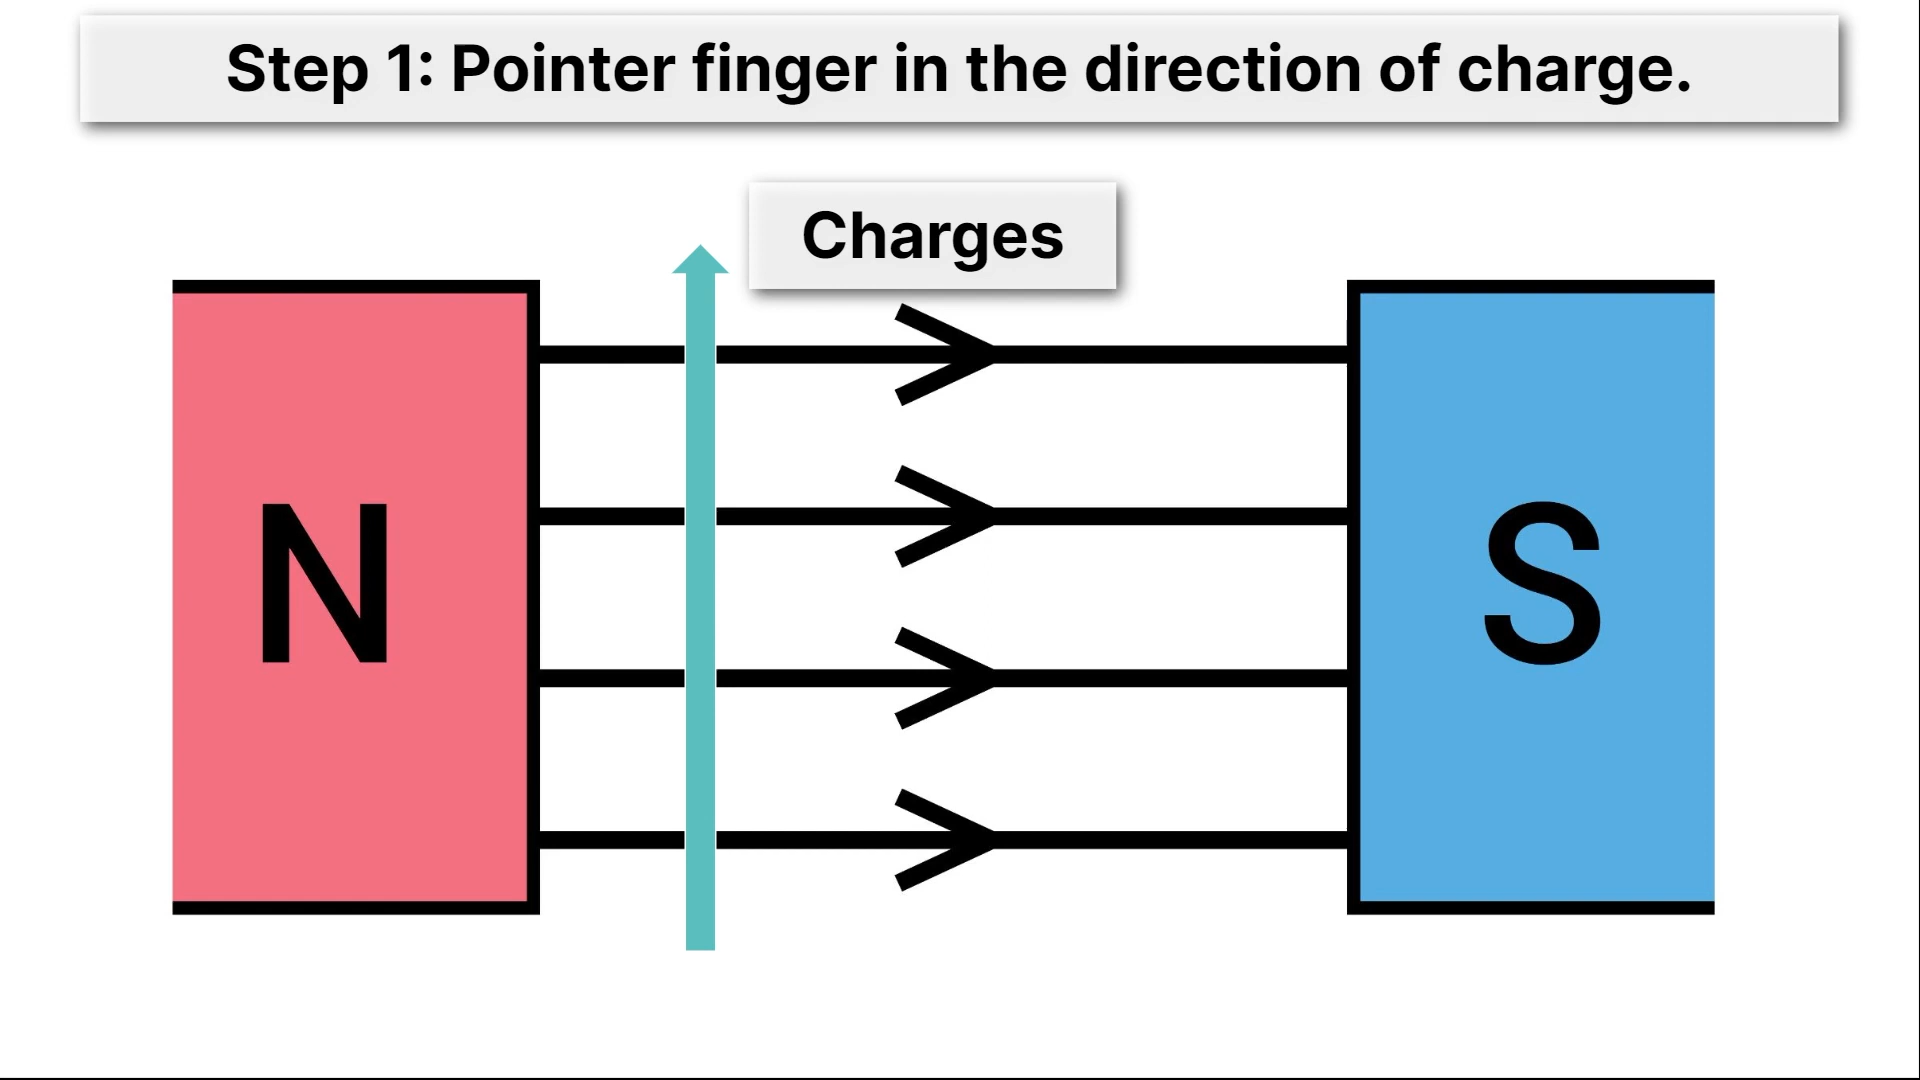 Step 1: Pointer finger in the direction of charge.
Charges
N
S